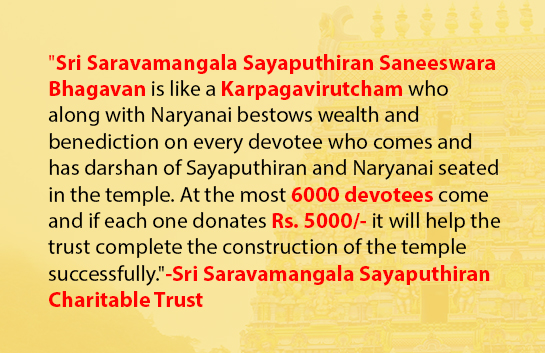 "Sri Saravamangala Sayaputhiran Saneeswara
Bhagavan is like a Karpagavirutcham who
along with Naryanai bestows wealth and
benediction on every devotee who comes and
has darshan of Sayaputhiran and Naryanai seated
in the temple. At the most 6000 devotees come
and if each one donates Rs. 5000/- it will help the
trust complete the construction of the temple
successfully."-Sri Saravamangala Sayaputhiran
Charitable Trust